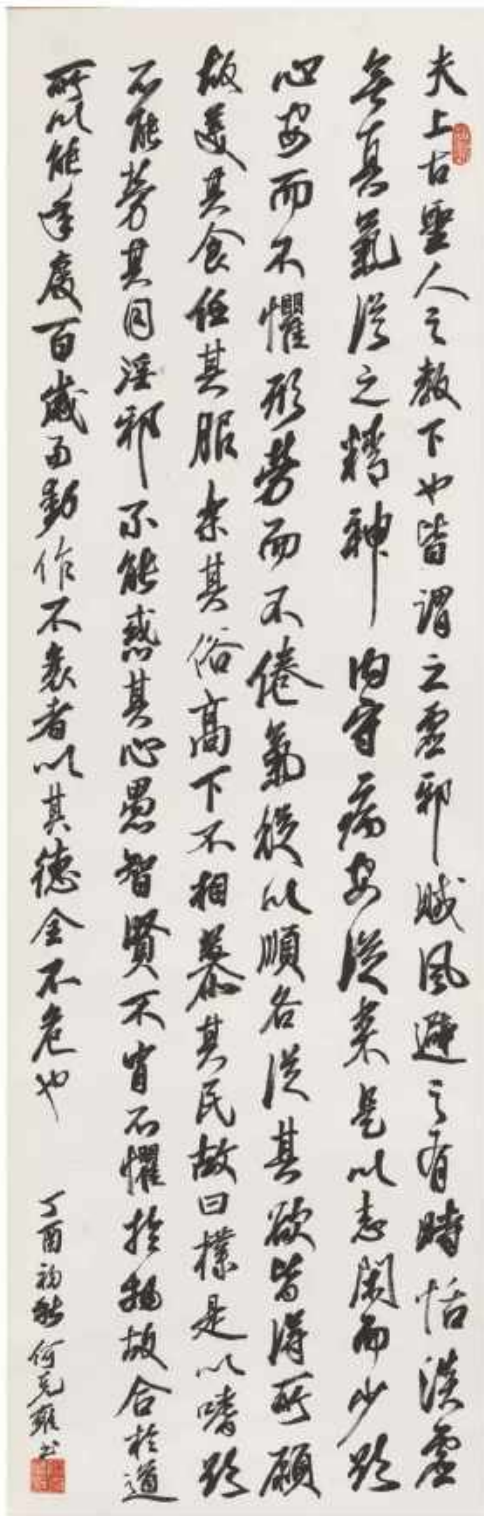 夫上古聖人之教下也皆謂之虛邪賊風避之有時恬淡虛
無真氣從之精神內守病安從來是以志閑而少欲
心安而不懼形勞而不倦氣從以順各從其欲皆得所願
故美其食任其服樂其俗高下不相慕其民故曰樸是以嗜欲
不能勞其目淫邪不能惑其心愚智賢不肖不懼於物故合於道
所以能年度百歲而動作不衰者以其德全不危也
丁酉初秋何元雍書